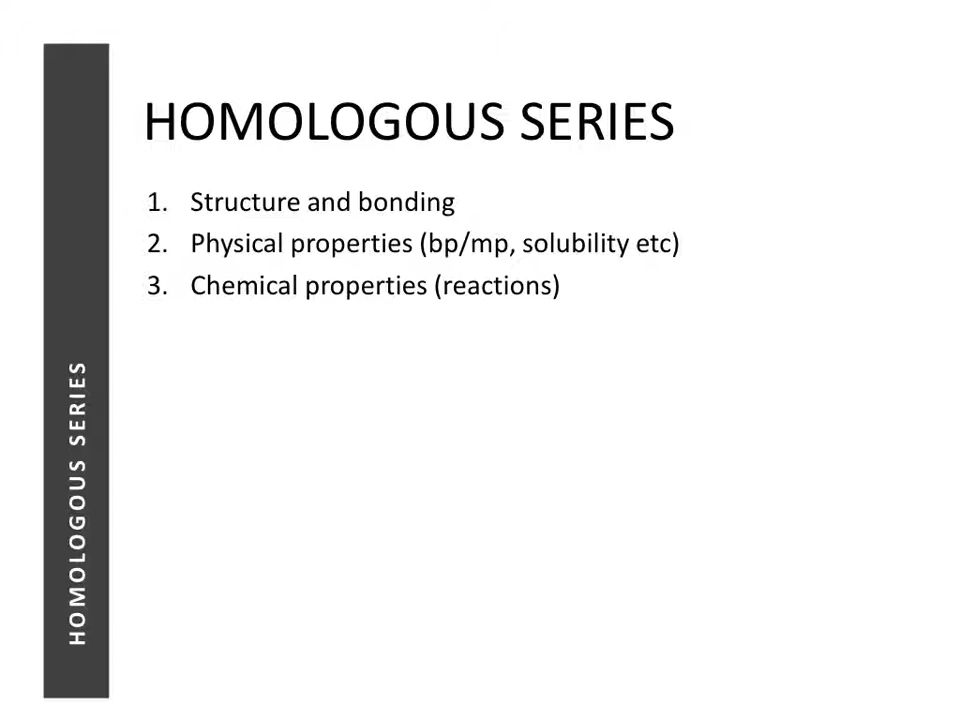 HOMOLOGOUS SERIES
1. Structure and bonding
2. Physical properties (bp/mp, solubility etc)
3. Chemical properties (reactions)
HOMOLOGOUS SERIES